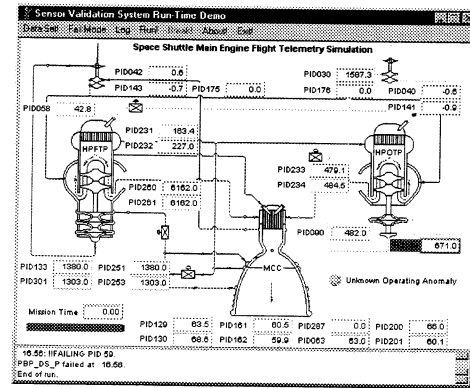 Sensor Validation System Run-Time Demo
Data Set! Fail Mode Log Run! Break! About! Exit!
Space Shuttle Main Engine Flight Telemetry Simulation
PID042 0.6 PID030 1587.3
PID143 -0.7 PID175 0.0 PID176 0.0 PID040 -0.6
PID058 42.8 PID141 -0.9
PID231 163.4
HPFTP PID232 227.0 HPOTP
PID233 479.1
PID260 6162.0 PID234 484.5
PID261 6162.0
PID090 482.0
671.0
PID133 1380.0 PID251 1380.0 MCC
PID301 1303.0 PID253 1303.0 Unknown Operating Anomaly
Mission Time 0.00
PID129 63.5 PID161 60.5 PID287 0.0 PID200 66.0
PID130 68.6 PID162 59.9 PID063 63.0 PID201 60.1
16.56: !!FAILING PID 59.
PBP_DS_P failed at 16.56.
End of run.